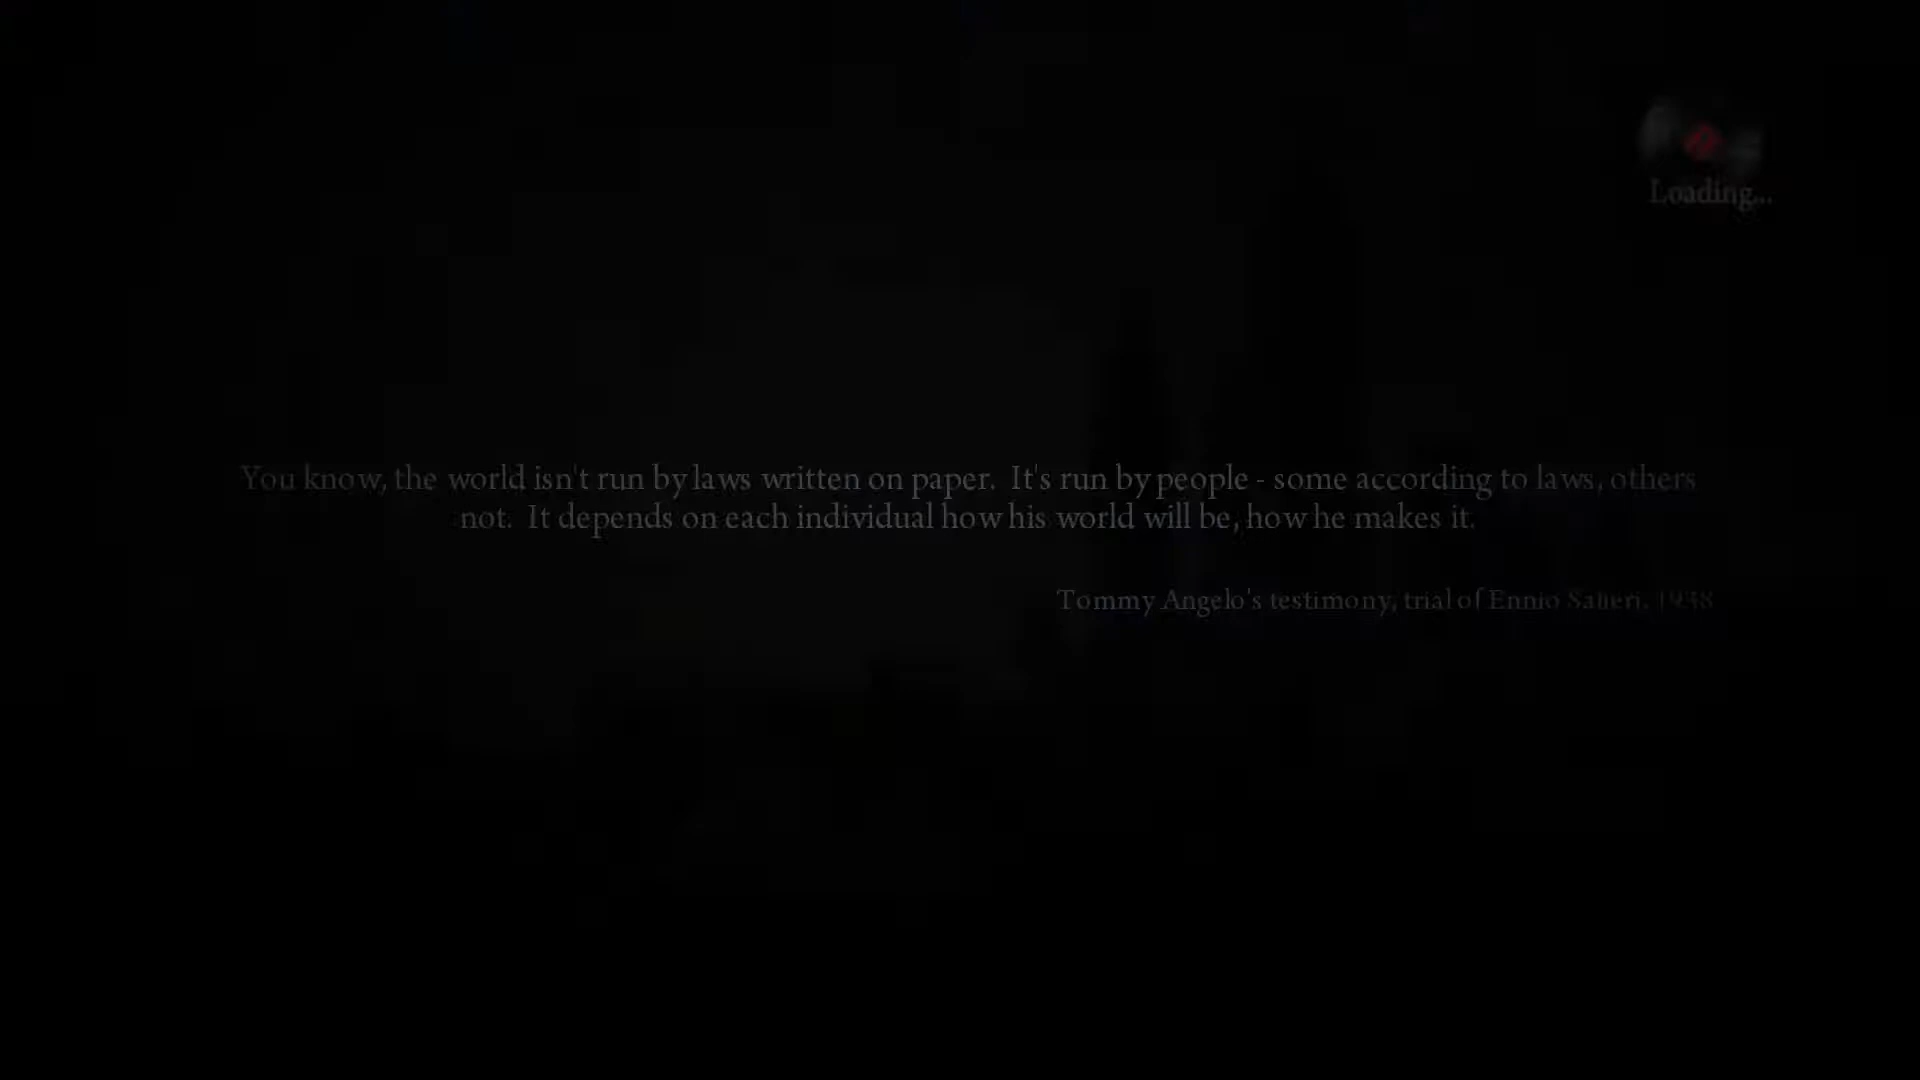 Loading...
You know, the world isn't run by laws written on paper. It's run by people - some according to laws, others
not. It depends on each individual how his world will be, how he makes it.
Tommy Angelo's testimony, trial of Ennio Salieri, 1938